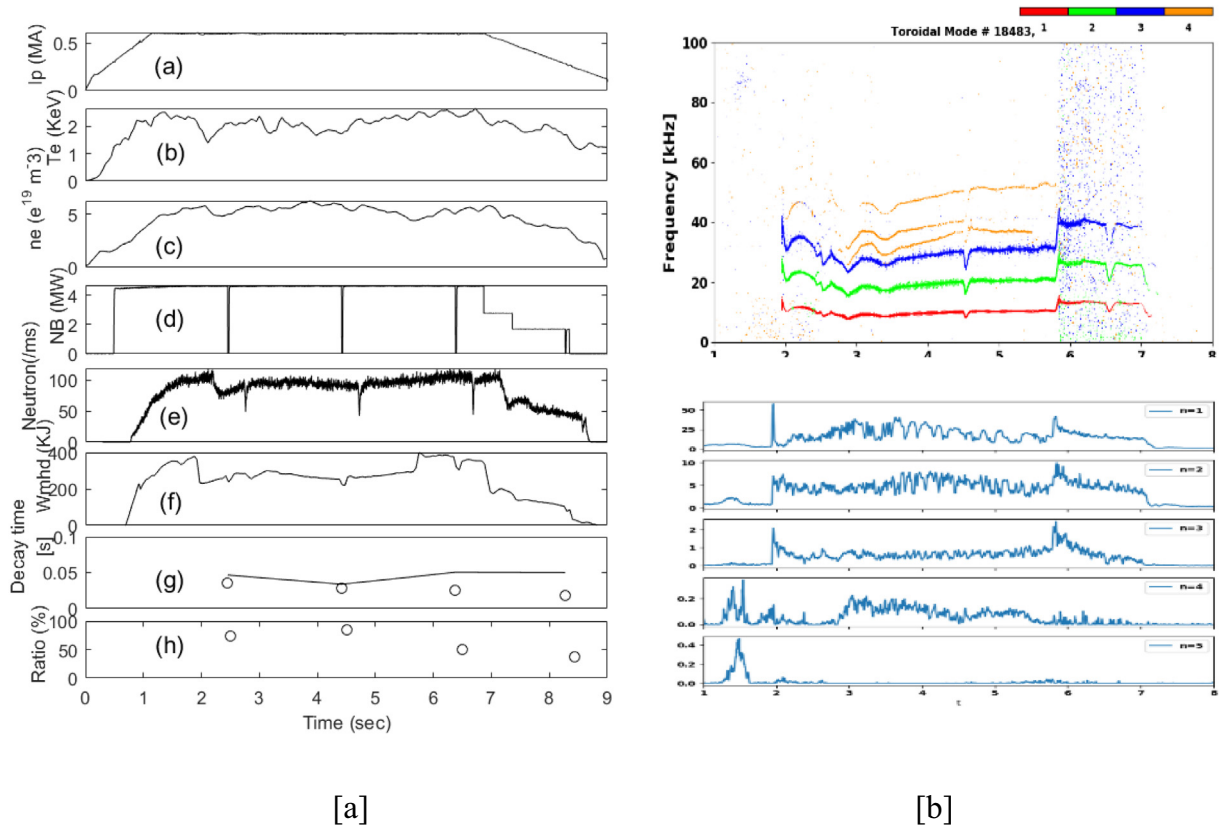 Ip (MA)
0.5
0
(a)
Te (KeV)
2
0
(b)
ne (e¹⁹ m⁻3)
5
0
(c)
NB (MW)
4
2
0
(d)
Neutron(/ms)
100
50
0
(e)
Wmhd (KJ)
400
200
0
(f)
Decay time
[s]
0.1
0.05
0
(g)
Ratio (%)
100
50
0
(h)
0 1 2 3 4 5 6 7 8 9
Time (sec)
[a]
Toroidal Mode # 18483,
1 2 3 4
Frequency [kHz]
100
80
60
40
20
0
1 2 3 4 5 6 7 8
50
25
0
n=1
10
5
0
n=2
2
1
0
n=3
0.2
0.0
n=4
0.4
0.2
0.0
n=5
1 2 3 4 5 6 7 8
t
[b]